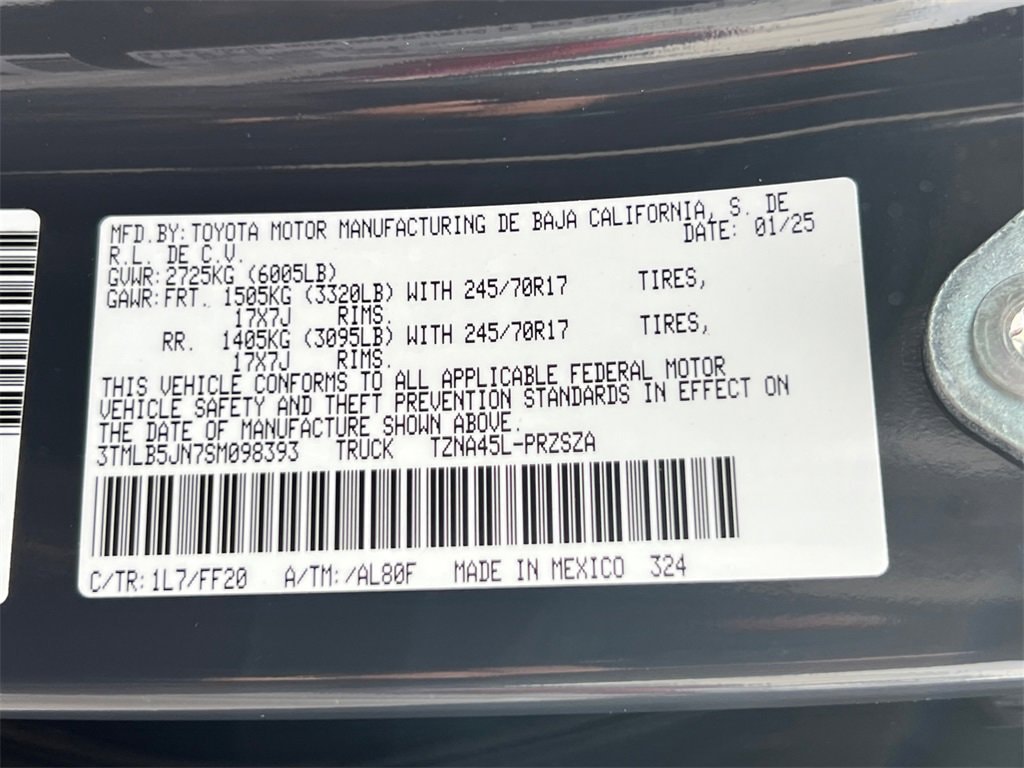 MFD.BY: TOYOTA MOTOR MANUFACTURING DE BAJA CALIFORNIA, S. DE
R.L. DE C.V. DATE: 01/25
GVWR: 2725KG (6005LB)
GAWR: FRT. 1505KG (3320LB) WITH 245/70R17 TIRES,
17X7J RIMS.
RR. 1405KG (3095LB) WITH 245/70R17 TIRES,
17X7J RIMS.
THIS VEHICLE CONFORMS TO ALL APPLICABLE FEDERAL MOTOR
VEHICLE SAFETY AND THEFT PREVENTION STANDARDS IN EFFECT ON
THE DATE OF MANUFACTURE SHOWN ABOVE.
3TMLB5JN7SM098393 TRUCK TZNA45L-PRZSZA
C/TR: 1L7/FF20 A/TM: /AL80F MADE IN MEXICO 324